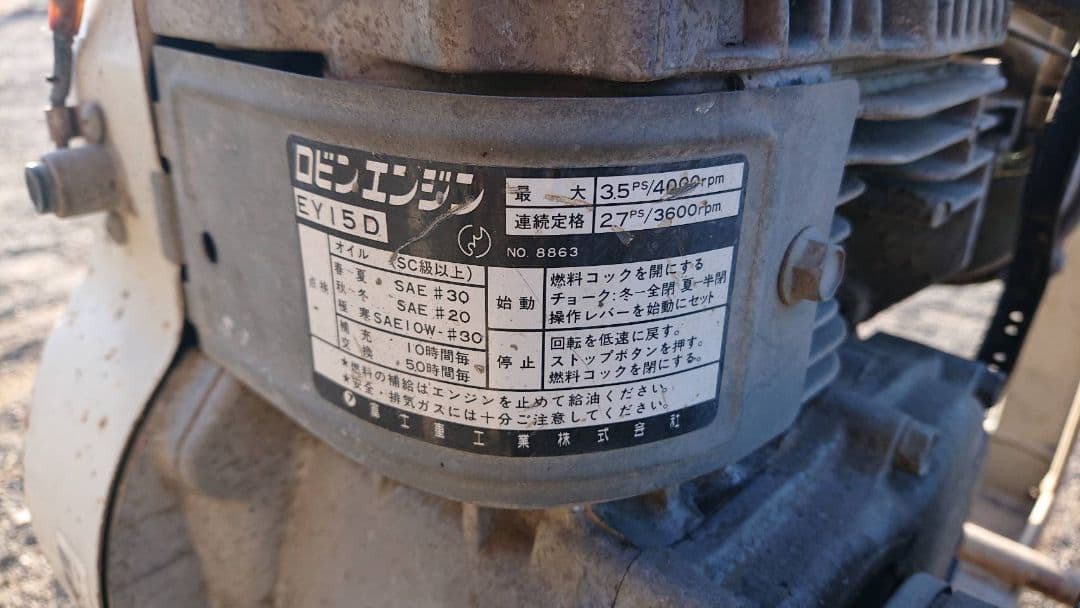 ロビンエンジン
EY15D
最大 3.5PS/4000rpm
連続定格 2.7PS/3600rpm
NO. 8863
オイル (SC級以上)
点検
春・夏 SAE #30
秋・冬 SAE #20
極寒 SAE10W-#30
補充 10時間毎
交換 50時間毎
始動
燃料コックを開にする
チョーク:冬-全閉 夏-半閉
操作レバーを始動にセット
停止
回転を低速に戻す。
ストップボタンを押す。
燃料コックを閉にする。
★燃料の補給はエンジンを止めて給油ください。
★安全・排気ガスには十分ご注意してください。
重工業株式会社